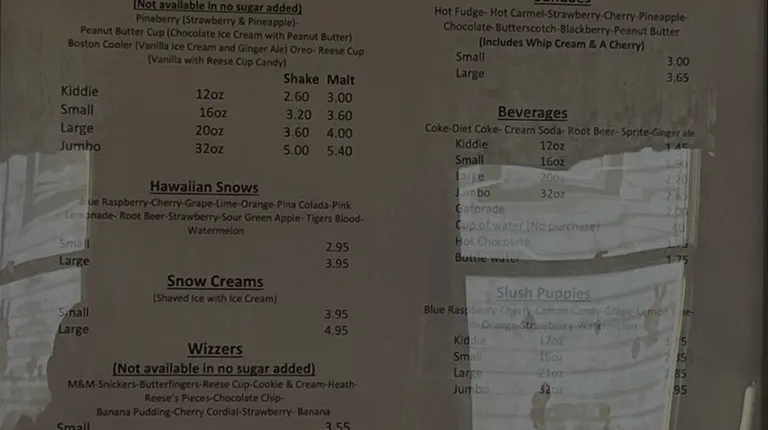 (Not available in no sugar added)
Pineberry (Strawberry & Pineapple)-
Peanut Butter Cup (Chocolate Ice Cream with Peanut Butter)
Boston Cooler (Vanilla Ice Cream and Ginger Ale) Oreo- Reese Cup
(Vanilla with Reese Cup Candy)
Shake Malt
Kiddie 12oz 2.60 3.00
Small 16oz 3.20 3.60
Large 20oz 3.60 4.00
Jumbo 32oz 5.00 5.40
Hawaiian Snows
Blue Raspberry-Cherry-Grape-Lime-Orange-Pina Colada-Pink
Lemonade- Root Beer-Strawberry-Sour Green Apple- Tigers Blood-
Watermelon
Small 2.95
Large 3.95
Snow Creams
(Shaved Ice with Ice Cream)
Small 3.95
Large 4.95
Wizzers
(Not available in no sugar added)
M&M-Snickers-Butterfingers-Reese Cup-Cookie & Cream-Heath-
Reese's Pieces-Chocolate Chip-
Banana Pudding-Cherry Cordial-Strawberry- Banana
Small 3.55
Sundaes
Hot Fudge- Hot Carmel-Strawberry-Cherry-Pineapple-
Chocolate-Butterscotch-Blackberry-Peanut Butter
(Includes Whip Cream & A Cherry)
Small 3.00
Large 3.65
Beverages
Coke-Diet Coke- Cream Soda- Root Beer- Sprite-Ginger ale
Kiddie 12oz 1.45
Small 16oz
Large 20oz 2.20
Jumbo 32oz
Gatorade 2.00
Cup of water (No purchase)
Hot Chocolate
Bottle Water 1.75
Slush Puppies
Blue Raspberry-Cherry-Cotton Candy-Grape-Lemon Lime-
Orange-Strawberry-Watermelon
Kiddie 12oz
Small 16oz
Large 21oz
Jumbo 32oz